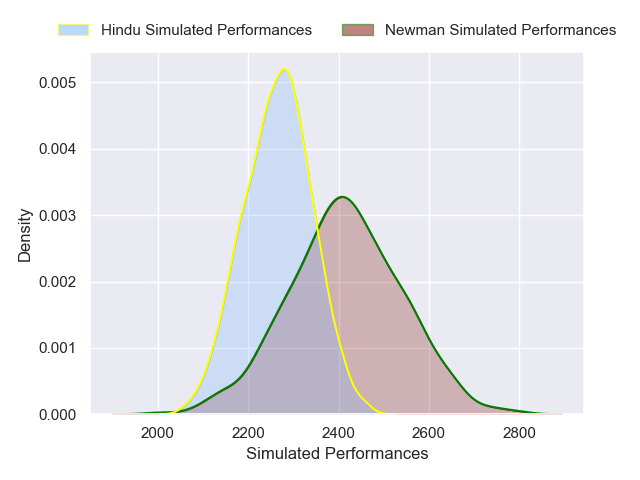 Hindu Simulated Performances Newman Simulated Performances
0.005
0.004
0.003
0.002
0.001
0.000
Density
2000 2200 2400 2600 2800
Simulated Performances